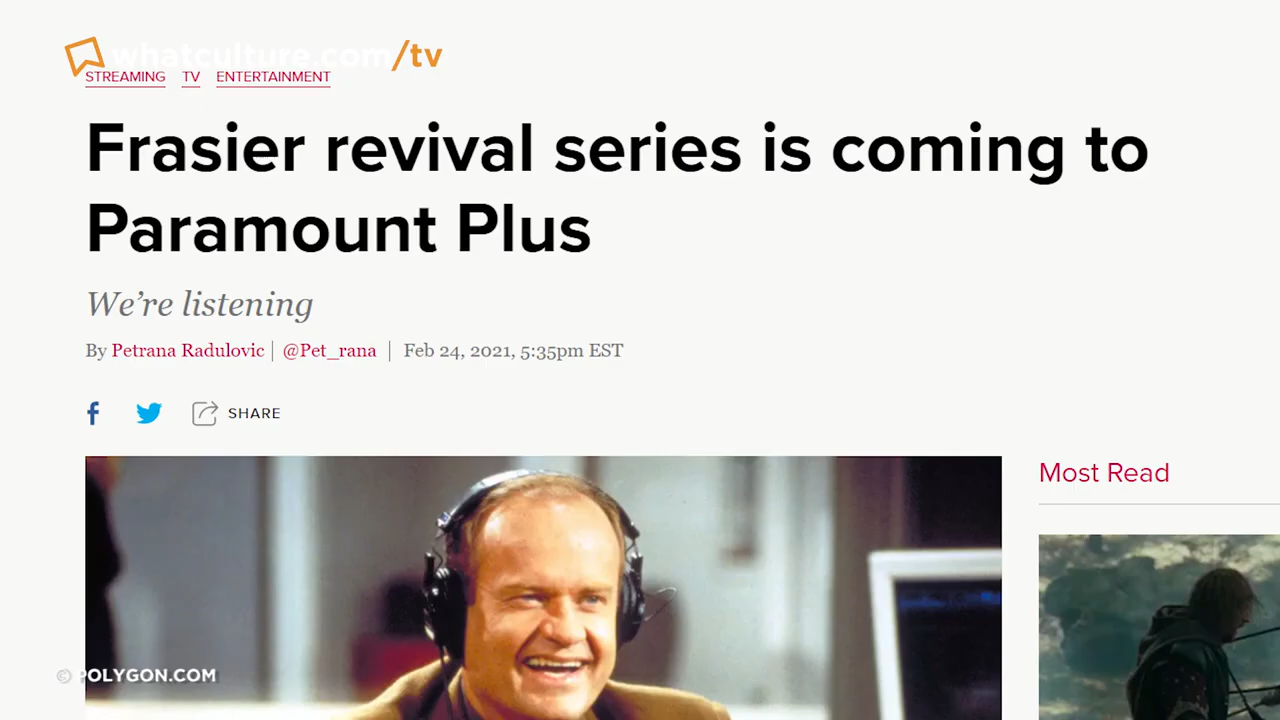 whatculture.com/tv
STREAMING TV ENTERTAINMENT
Frasier revival series is coming to
Paramount Plus
We're listening
By Petrana Radulovic | @Pet_rana | Feb 24, 2021, 5:35pm EST
SHARE
Most Read
© POLYGON.COM